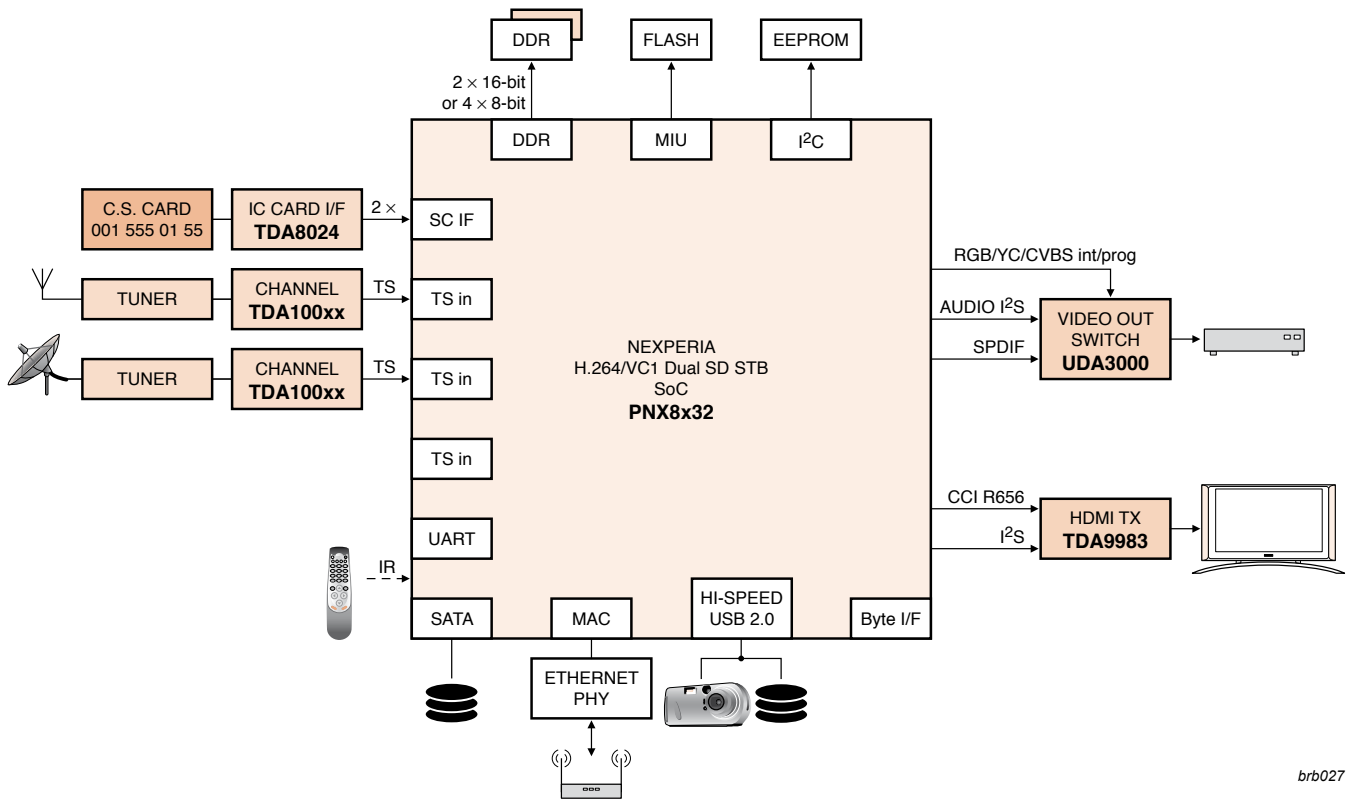 DDR
FLASH
EEPROM
2 × 16-bit
or 4 × 8-bit
DDR
MIU
I²C
C.S. CARD
001 555 01 55
IC CARD I/F
TDA8024
2 ×
SC IF
TUNER
CHANNEL
TDA100xx
TS
TS in
TUNER
CHANNEL
TDA100xx
TS
TS in
TS in
UART
IR
NEXPERIA
H.264/VC1 Dual SD STB
SoC
PNX8x32
RGB/YC/CVBS int/prog
AUDIO I²S
SPDIF
VIDEO OUT
SWITCH
UDA3000
CCI R656
I²S
HDMI TX
TDA9983
SATA
MAC
HI-SPEED
USB 2.0
Byte I/F
ETHERNET
PHY
brb027